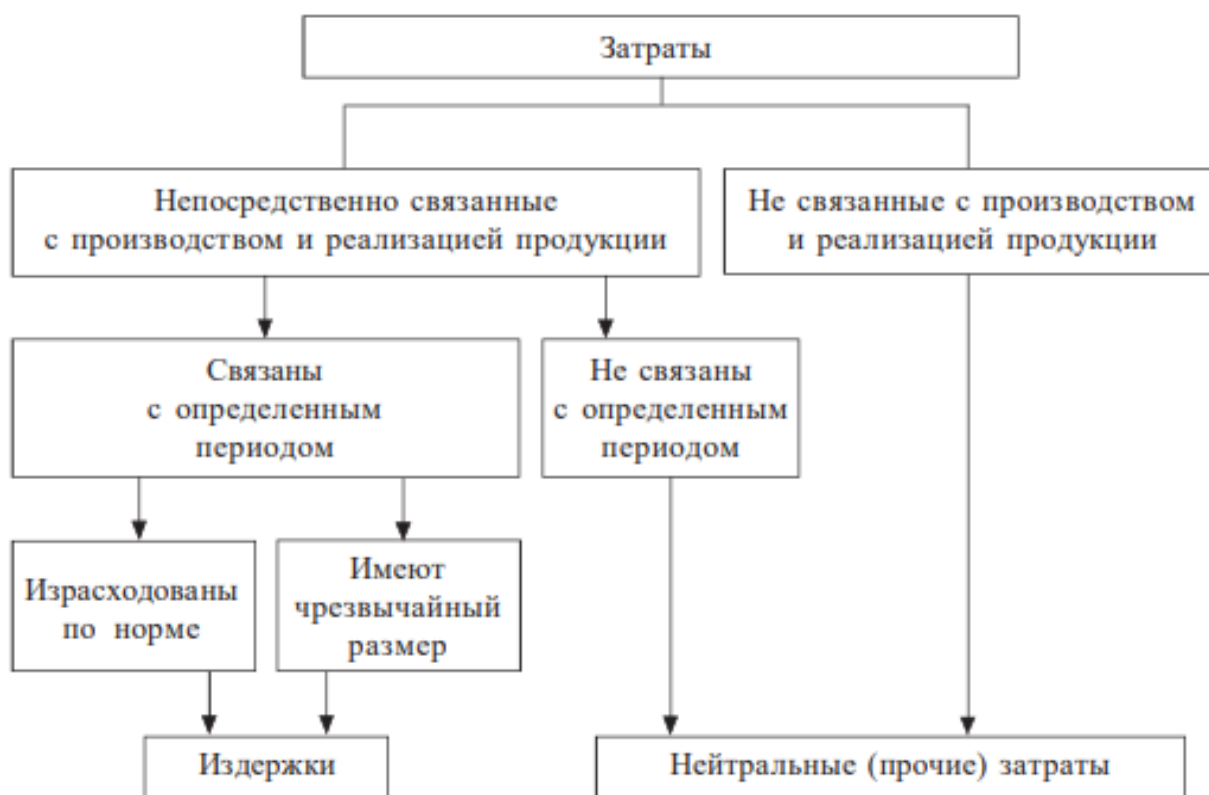 Затраты
Непосредственно связанные
с производством и реализацией продукции
Не связанные с производством
и реализацией продукции
Связаны
с определенным
периодом
Не связаны
с определенным
периодом
Израсходованы
по норме
Имеют
чрезвычайный
размер
Издержки
Нейтральные (прочие) затраты